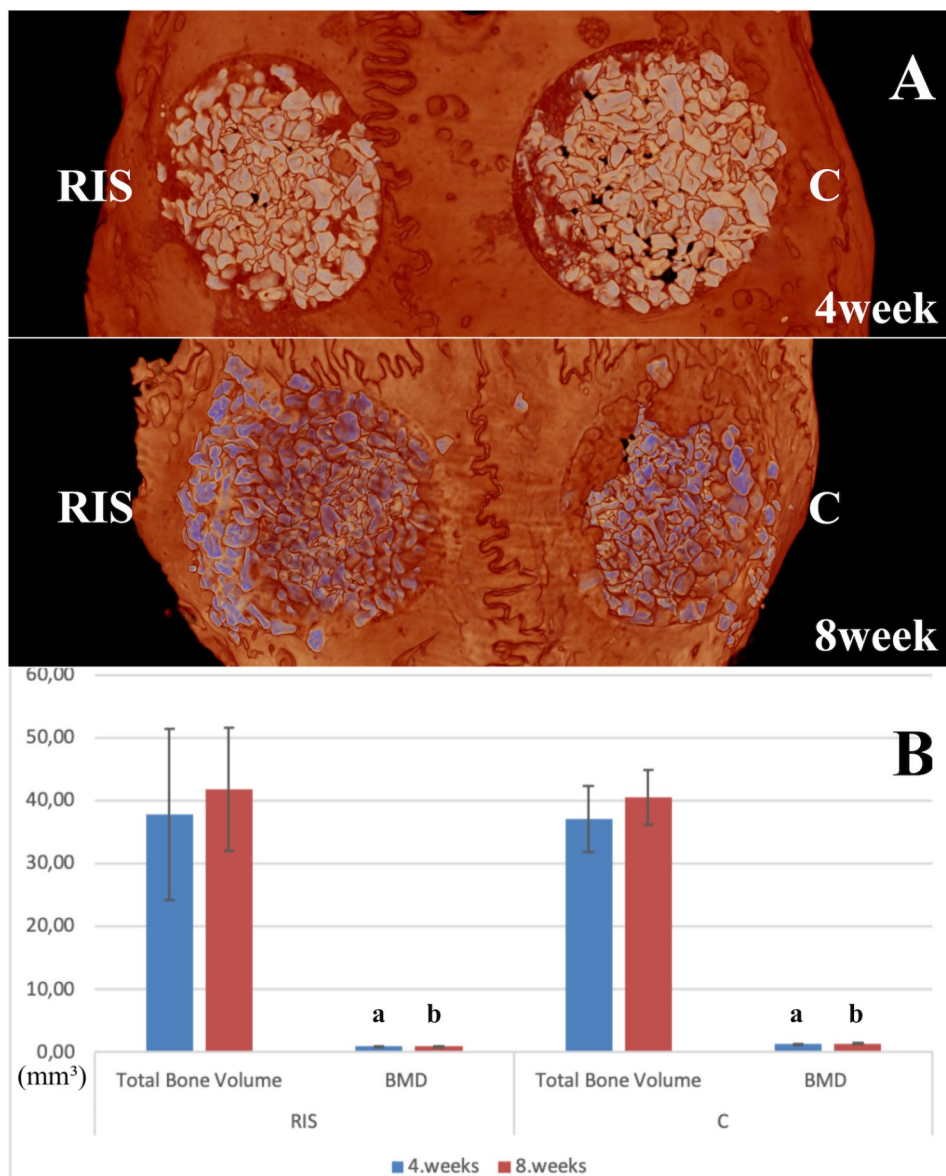 A
RIS
C
4week
RIS
C
8week
60,00
50,00
B
40,00
30,00
20,00
10,00
a b a b
0,00
(mm³)
Total Bone Volume BMD Total Bone Volume BMD
RIS C
4.weeks 8.weeks